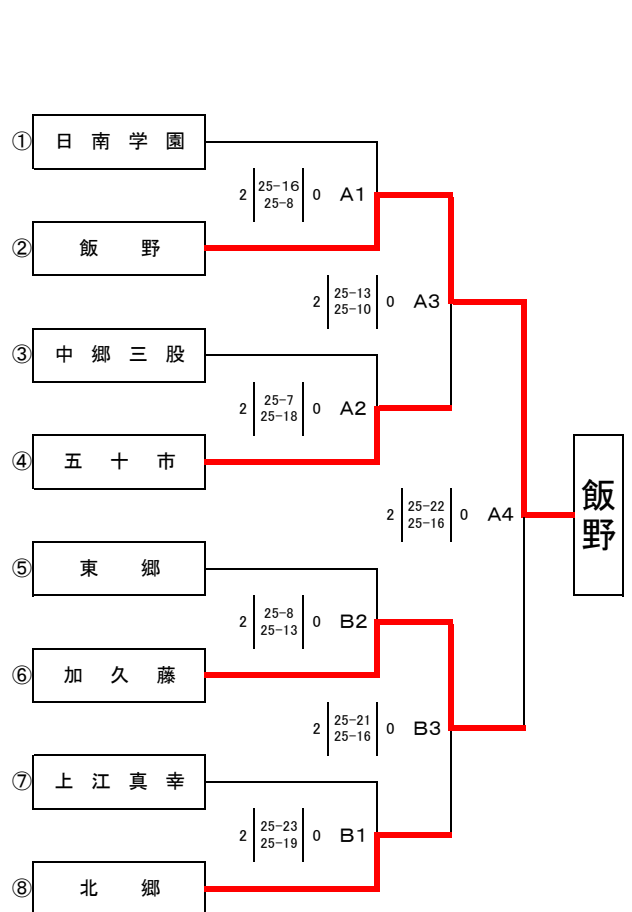 ① 日南学園
2 25-16 0 A1
25-8
② 飯野
2 25-13 0 A3
25-10
③ 中郷三股
2 25-7 0 A2
25-18
④ 五十市
飯野
2 25-22 0 A4
25-16
⑤ 東郷
2 25-8 0 B2
25-13
⑥ 加久藤
2 25-21 0 B3
25-16
⑦ 上江真幸
2 25-23 0 B1
25-19
⑧ 北郷